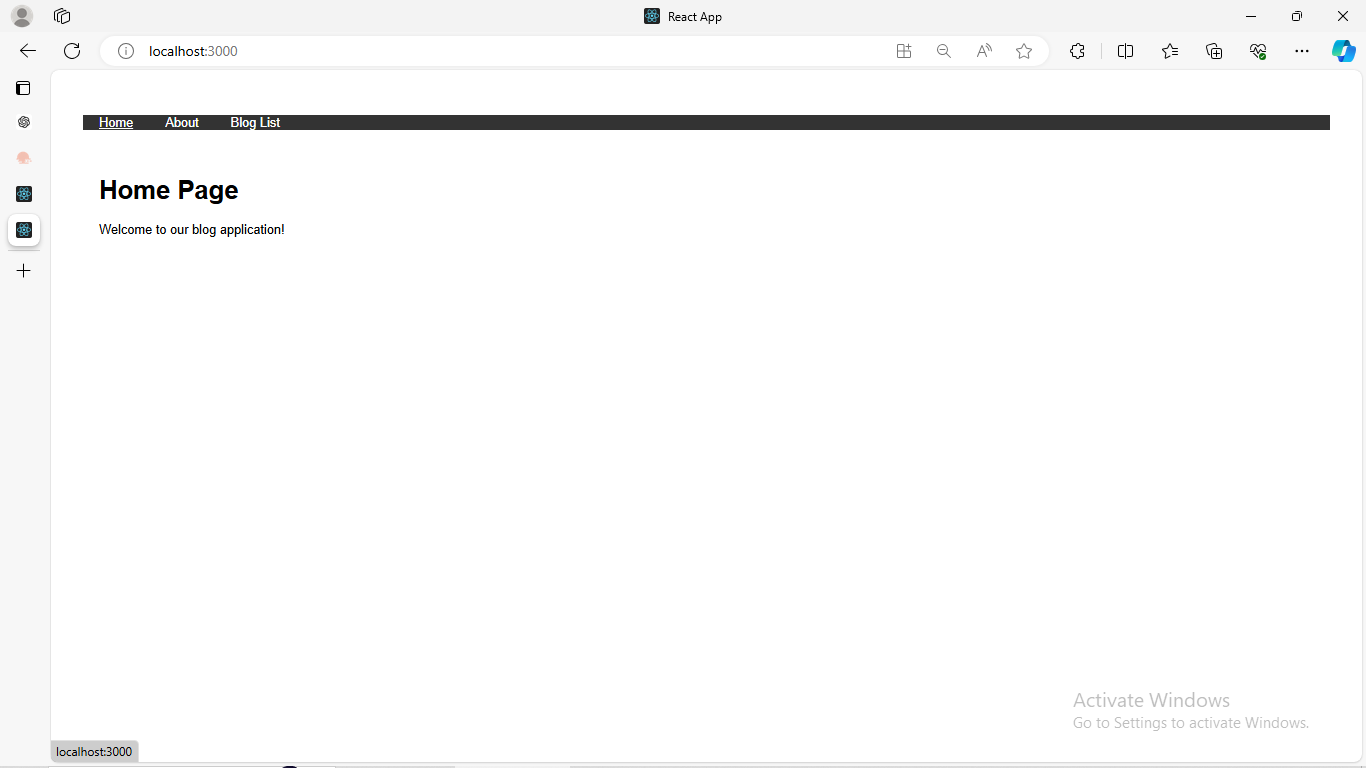 React App
localhost:3000
Home About Blog List
Home Page
Welcome to our blog application!
Activate Windows
Go to Settings to activate Windows.
localhost:3000